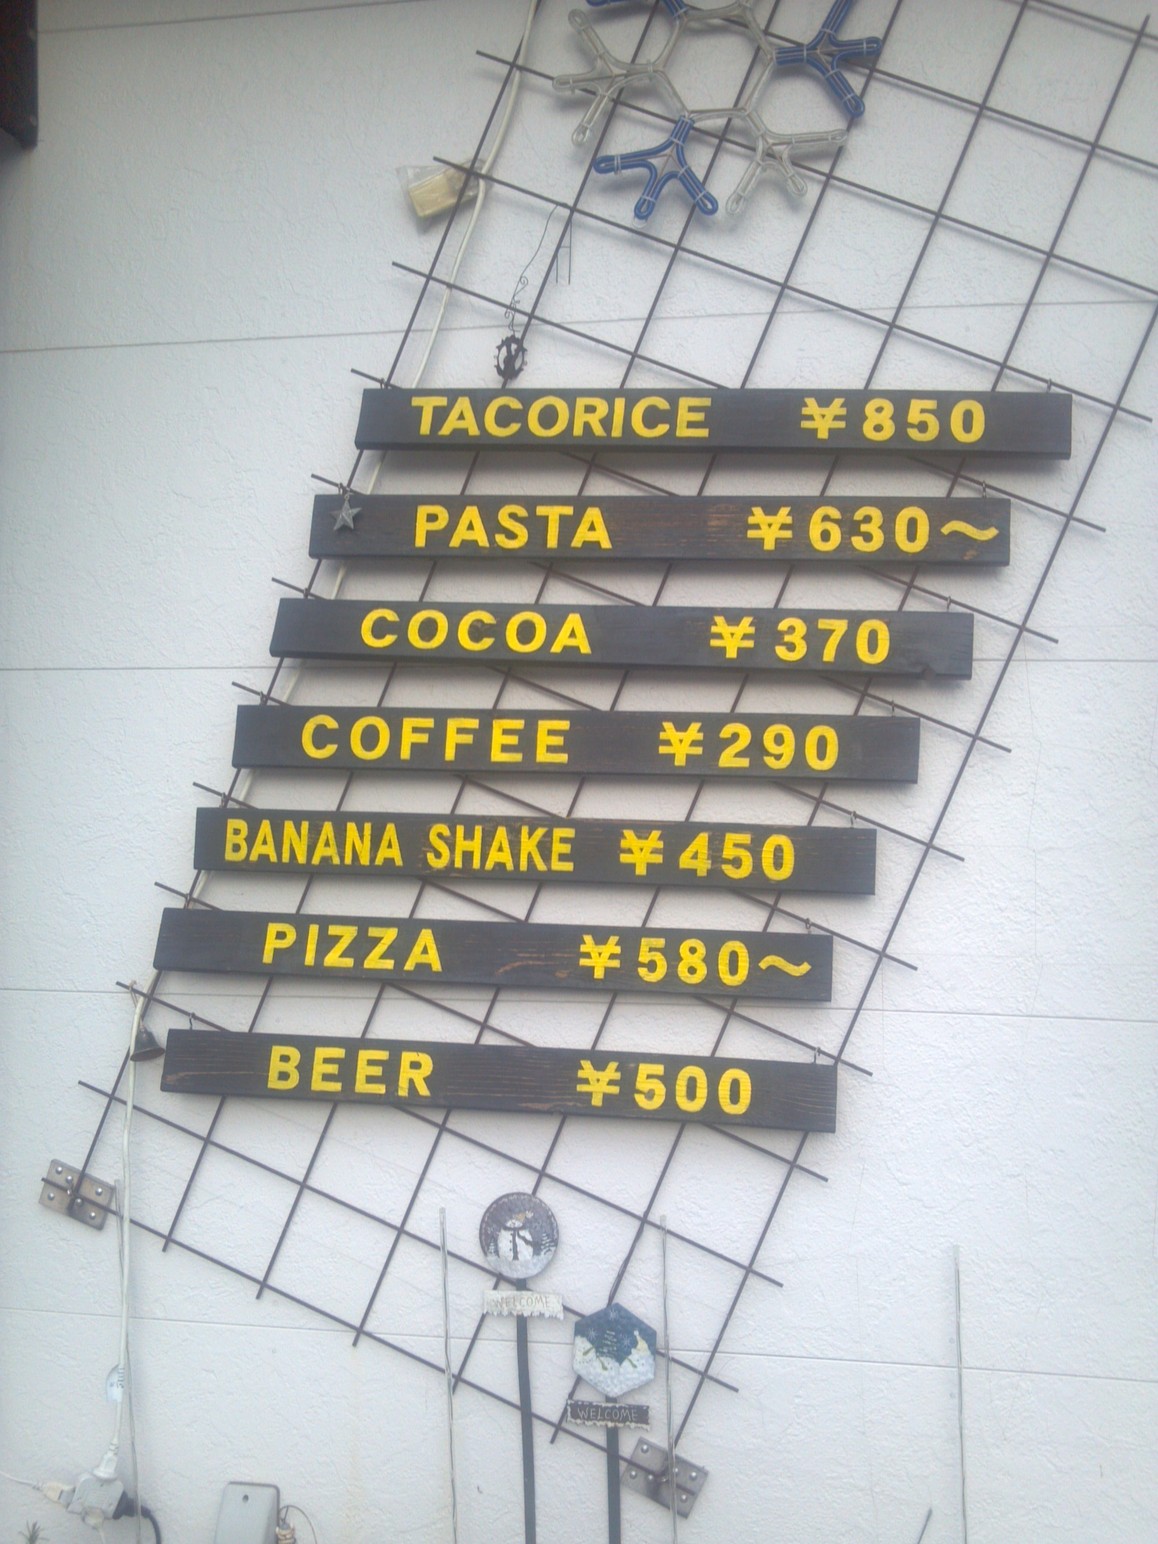 TACORICE ¥850
PASTA ¥630～
COCOA ¥370
COFFEE ¥290
BANANA SHAKE ¥450
PIZZA ¥580～
BEER ¥500
WELCOME
WELCOME